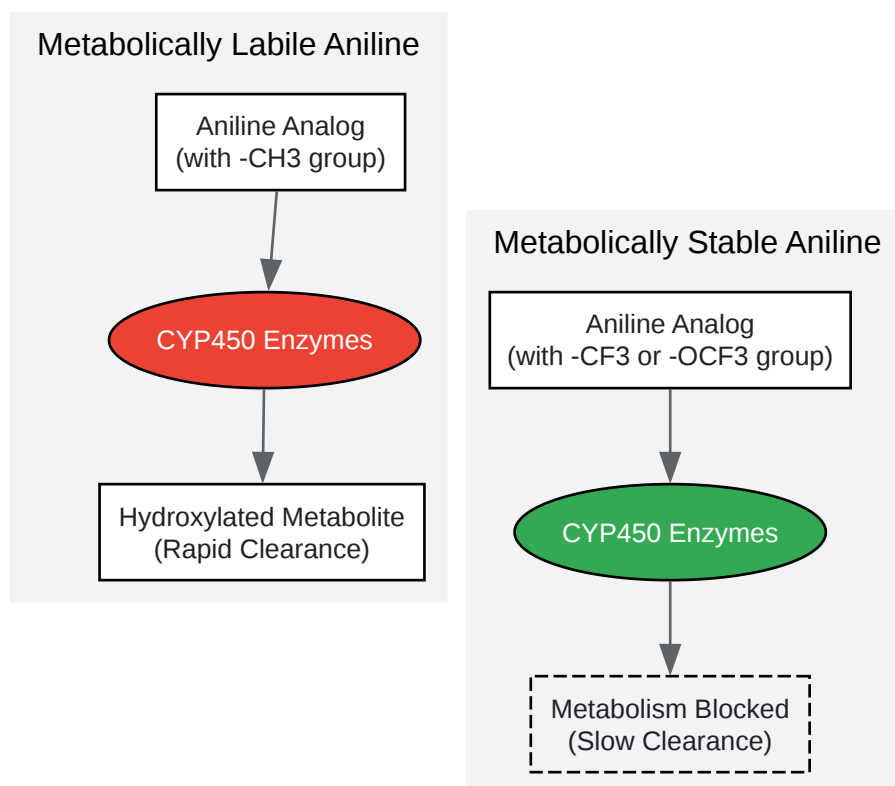 Metabolically Labile Aniline
Aniline Analog
(with -CH3 group)
CYP450 Enzymes
Hydroxylated Metabolite
(Rapid Clearance)
Metabolically Stable Aniline
Aniline Analog
(with -CF3 or -OCF3 group)
CYP450 Enzymes
Metabolism Blocked
(Slow Clearance)